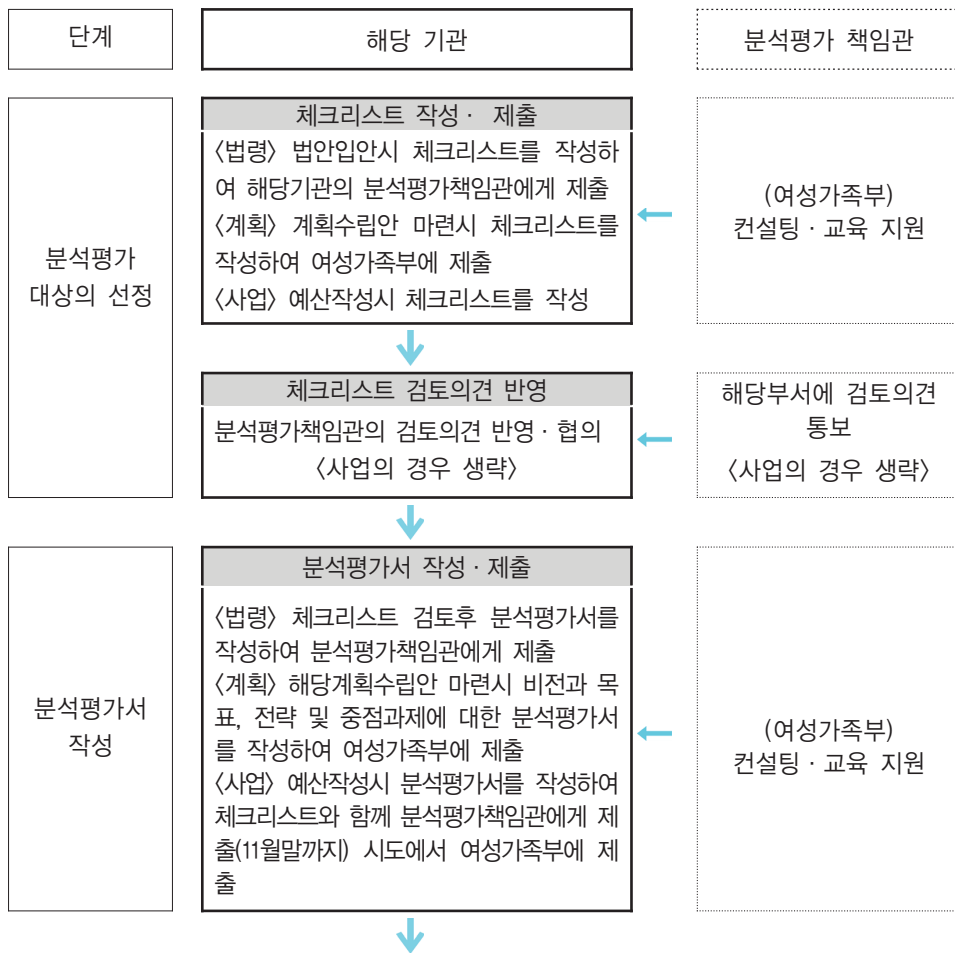 단계
해당 기관
분석평가 책임관
분석평가
대상의 선정
체크리스트 작성 · 제출
〈법령〉 법안입안시 체크리스트를 작성하
여 해당기관의 분석평가책임관에게 제출
〈계획〉 계획수립안 마련시 체크리스트를
작성하여 여성가족부에 제출
〈사업〉 예산작성시 체크리스트를 작성
(여성가족부)
컨설팅 · 교육 지원
체크리스트 검토의견 반영
분석평가책임관의 검토의견 반영 · 협의
〈사업의 경우 생략〉
해당부서에 검토의견
통보
〈사업의 경우 생략〉
분석평가서
작성
분석평가서 작성 · 제출
〈법령〉 체크리스트 검토후 분석평가서를
작성하여 분석평가책임관에게 제출
〈계획〉 해당계획수립안 마련시 비전과 목
표, 전략 및 중점과제에 대한 분석평가서
를 작성하여 여성가족부에 제출
〈사업〉 예산작성시 분석평가서를 작성하여
체크리스트와 함께 분석평가책임관에게 제
출(11월말까지) 시도에서 여성가족부에 제
출
(여성가족부)
컨설팅 · 교육 지원